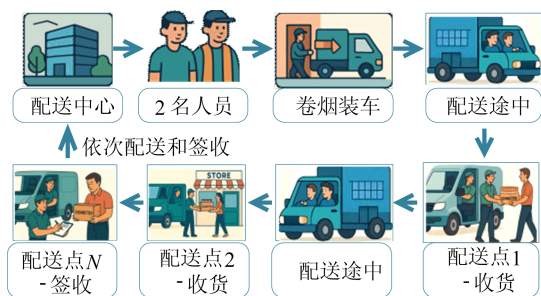 配送中心
2名人员
卷烟装车
配送途中
依次配送和签收
STORE
配送点N
-签收
配送点2
-收货
配送途中
配送点1
-收货